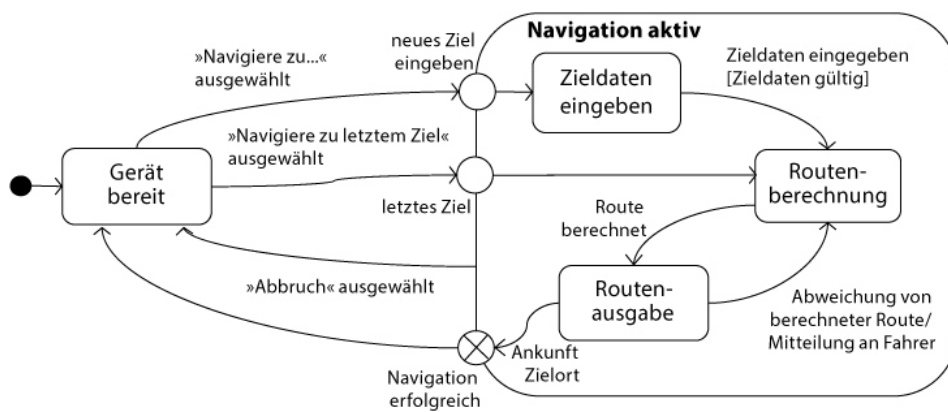 Navigation aktiv
neues Ziel
eingeben
»Navigiere zu...«
ausgewählt
Zieldaten
eingeben
Zieldaten eingegeben
[Zieldaten gültig]
»Navigiere zu letztem Ziel«
ausgewählt
Gerät
bereit
letztes Ziel
Routen-
berechnung
Route
berechnet
»Abbruch« ausgewählt
Routen-
ausgabe
Abweichung von
berechneter Route/
Mitteilung an Fahrer
Ankunft
Zielort
Navigation
erfolgreich